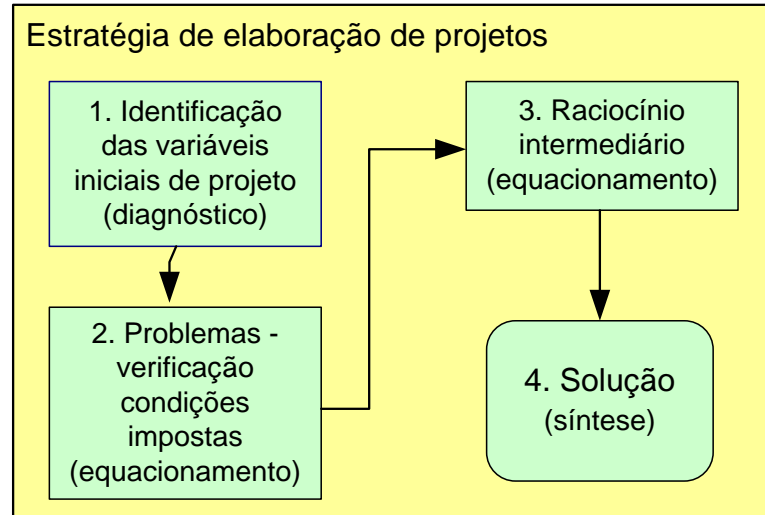 Estratégia de elaboração de projetos
1. Identificação
das variáveis
iniciais de projeto
(diagnóstico)
2. Problemas -
verificação
condições
impostas
(equacionamento)
3. Raciocínio
intermediário
(equacionamento)
4. Solução
(síntese)